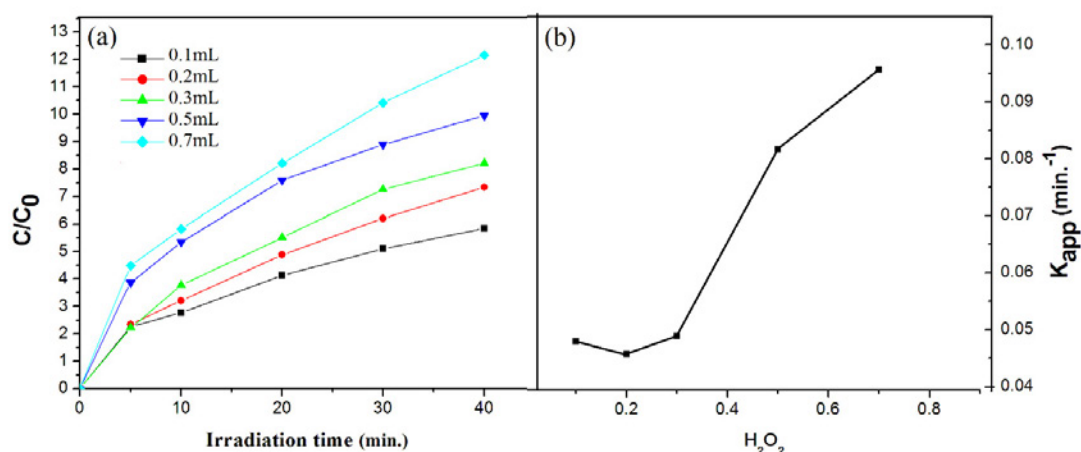 (a)
0.1mL
0.2mL
0.3mL
0.5mL
0.7mL
13
12
11
10
9
8
7
6
5
4
3
2
1
0
C/C0
0 10 20 30 40
Irradiation time (min.)
(b)
0.10
0.09
0.08
0.07
0.06
0.05
0.04
Kapp (min.-1)
0.2 0.4 0.6 0.8
H2O2